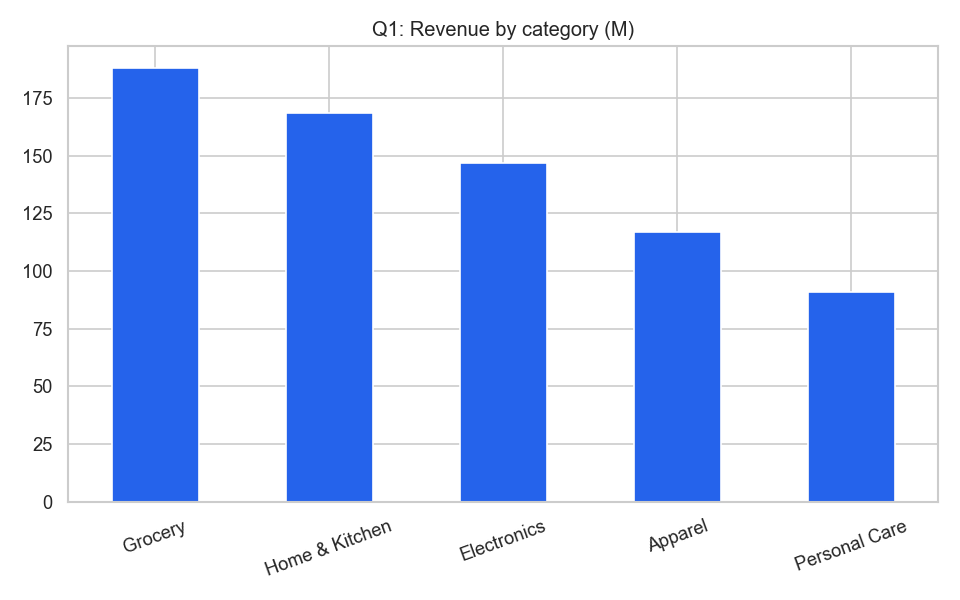 Q1: Revenue by category (M)
175
150
125
100
75
50
25
0
Grocery
Home & Kitchen
Electronics
Apparel
Personal Care